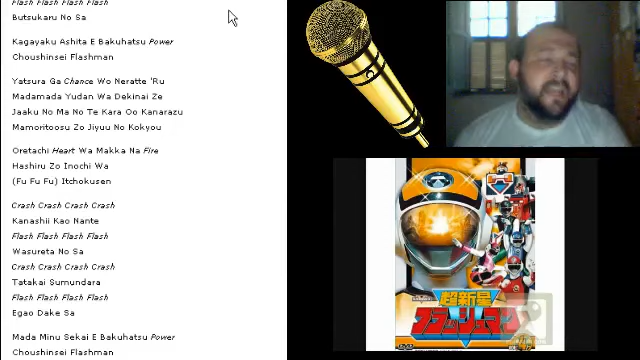 Flash Flash Flash Flash
Butsukaru No Sa
Kagayaku Ashita E Bakuhatsu Power
Choushinsei Flashman
Yatsura Ga Chance Wo Neratte 'Ru
Madamada Yudan Wa Dekinai Ze
Jaaku No Ma No Te Kara Oo Kanarazu
Mamoritoosu Zo Jiyuu No Kokyou
Oretachi Heart Wa Makka Na Fire
Hashiru Zo Inochi Wa
(Fu Fu Fu) Itchokusen
Crash Crash Crash Crash
Kanashii Kao Nante
Flash Flash Flash Flash
Wasureta No Sa
Crash Crash Crash Crash
Tatakai Sumundara
Flash Flash Flash Flash
Egao Dake Sa
Mada Minu Sekai E Bakuhatsu Power
Choushinsei Flashman
超新星
フラッシュマン